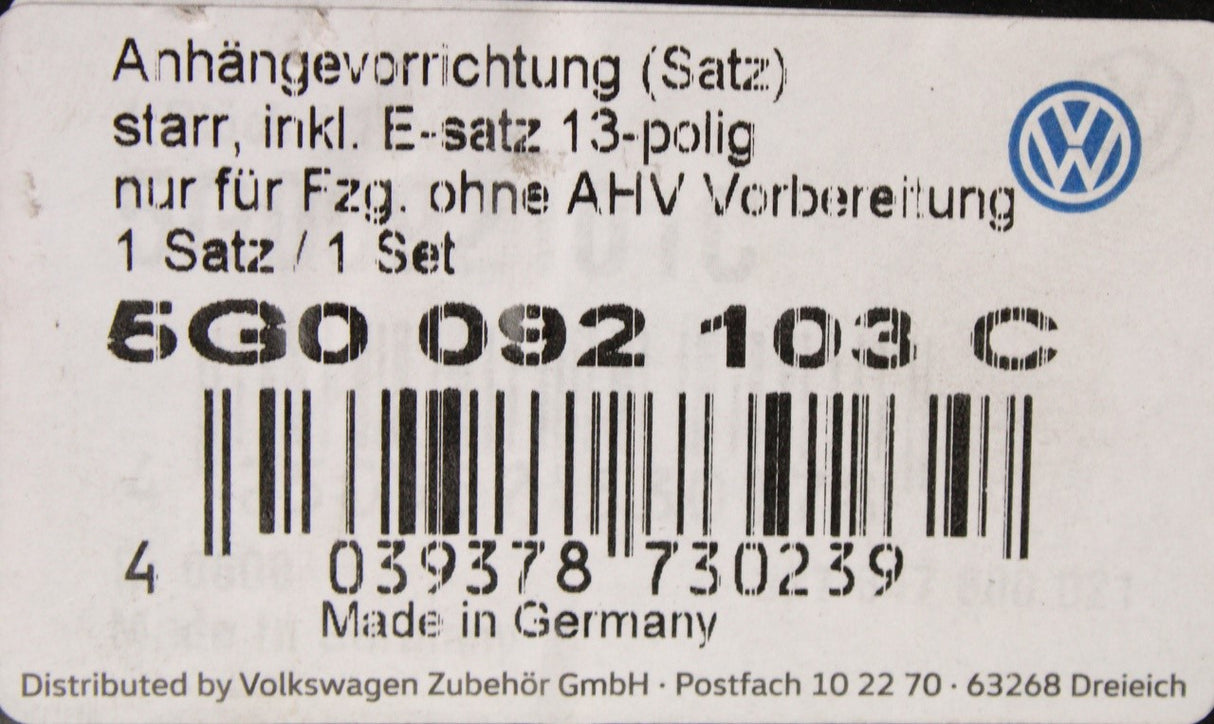 Anhängevorrichtung (Satz)
starr, inkl. E-satz 13-polig
nur für Fzg. ohne AHV Vorbereitung
1 Satz / 1 Set
5G0 092 103 C
4 039378 730239
Made in Germany
Distributed by Volkswagen Zubehör GmbH · Postfach 10 22 70 · 63268 Dreieich